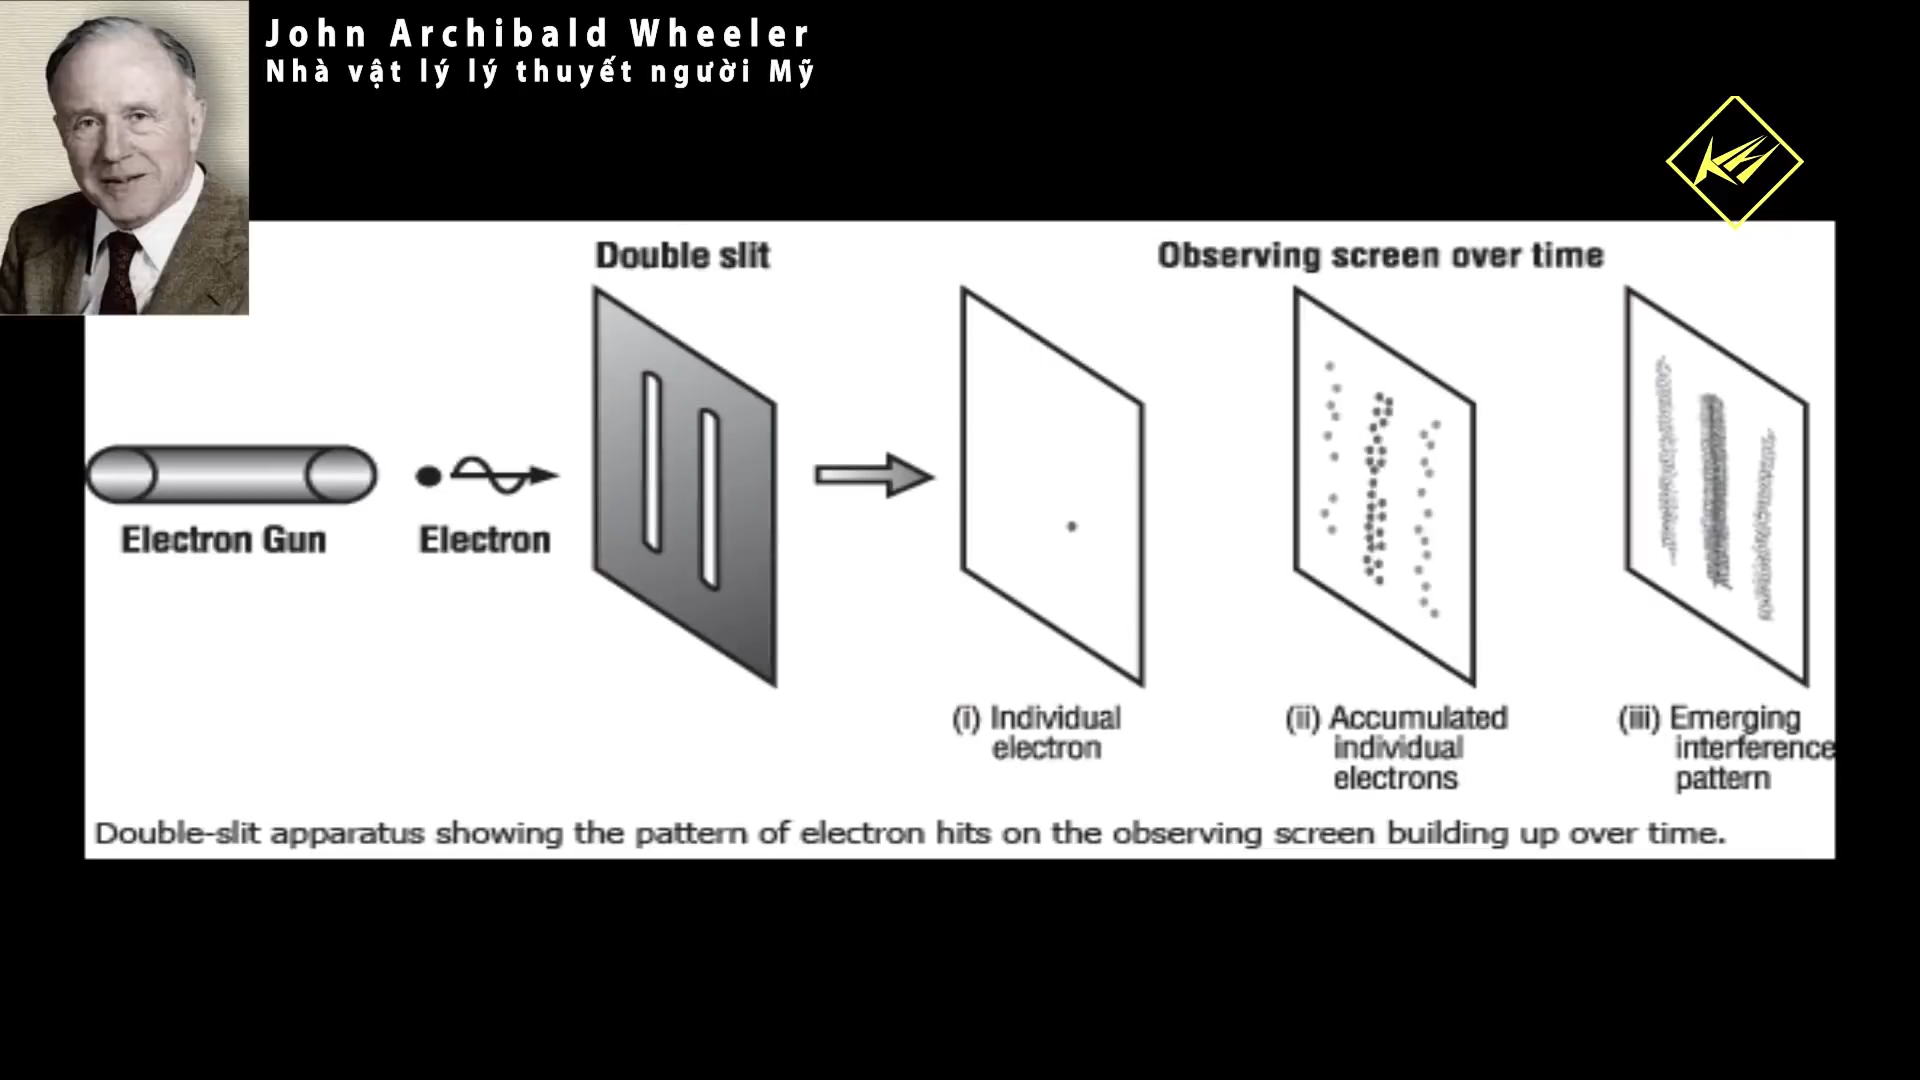 John Archibald Wheeler
Nhà vật lý lý thuyết người Mỹ
KM
Double slit
Observing screen over time
Electron Gun
Electron
(i) Individual
electron
(ii) Accumulated
individual
electrons
(iii) Emerging
interference
pattern
Double-slit apparatus showing the pattern of electron hits on the observing screen building up over time.